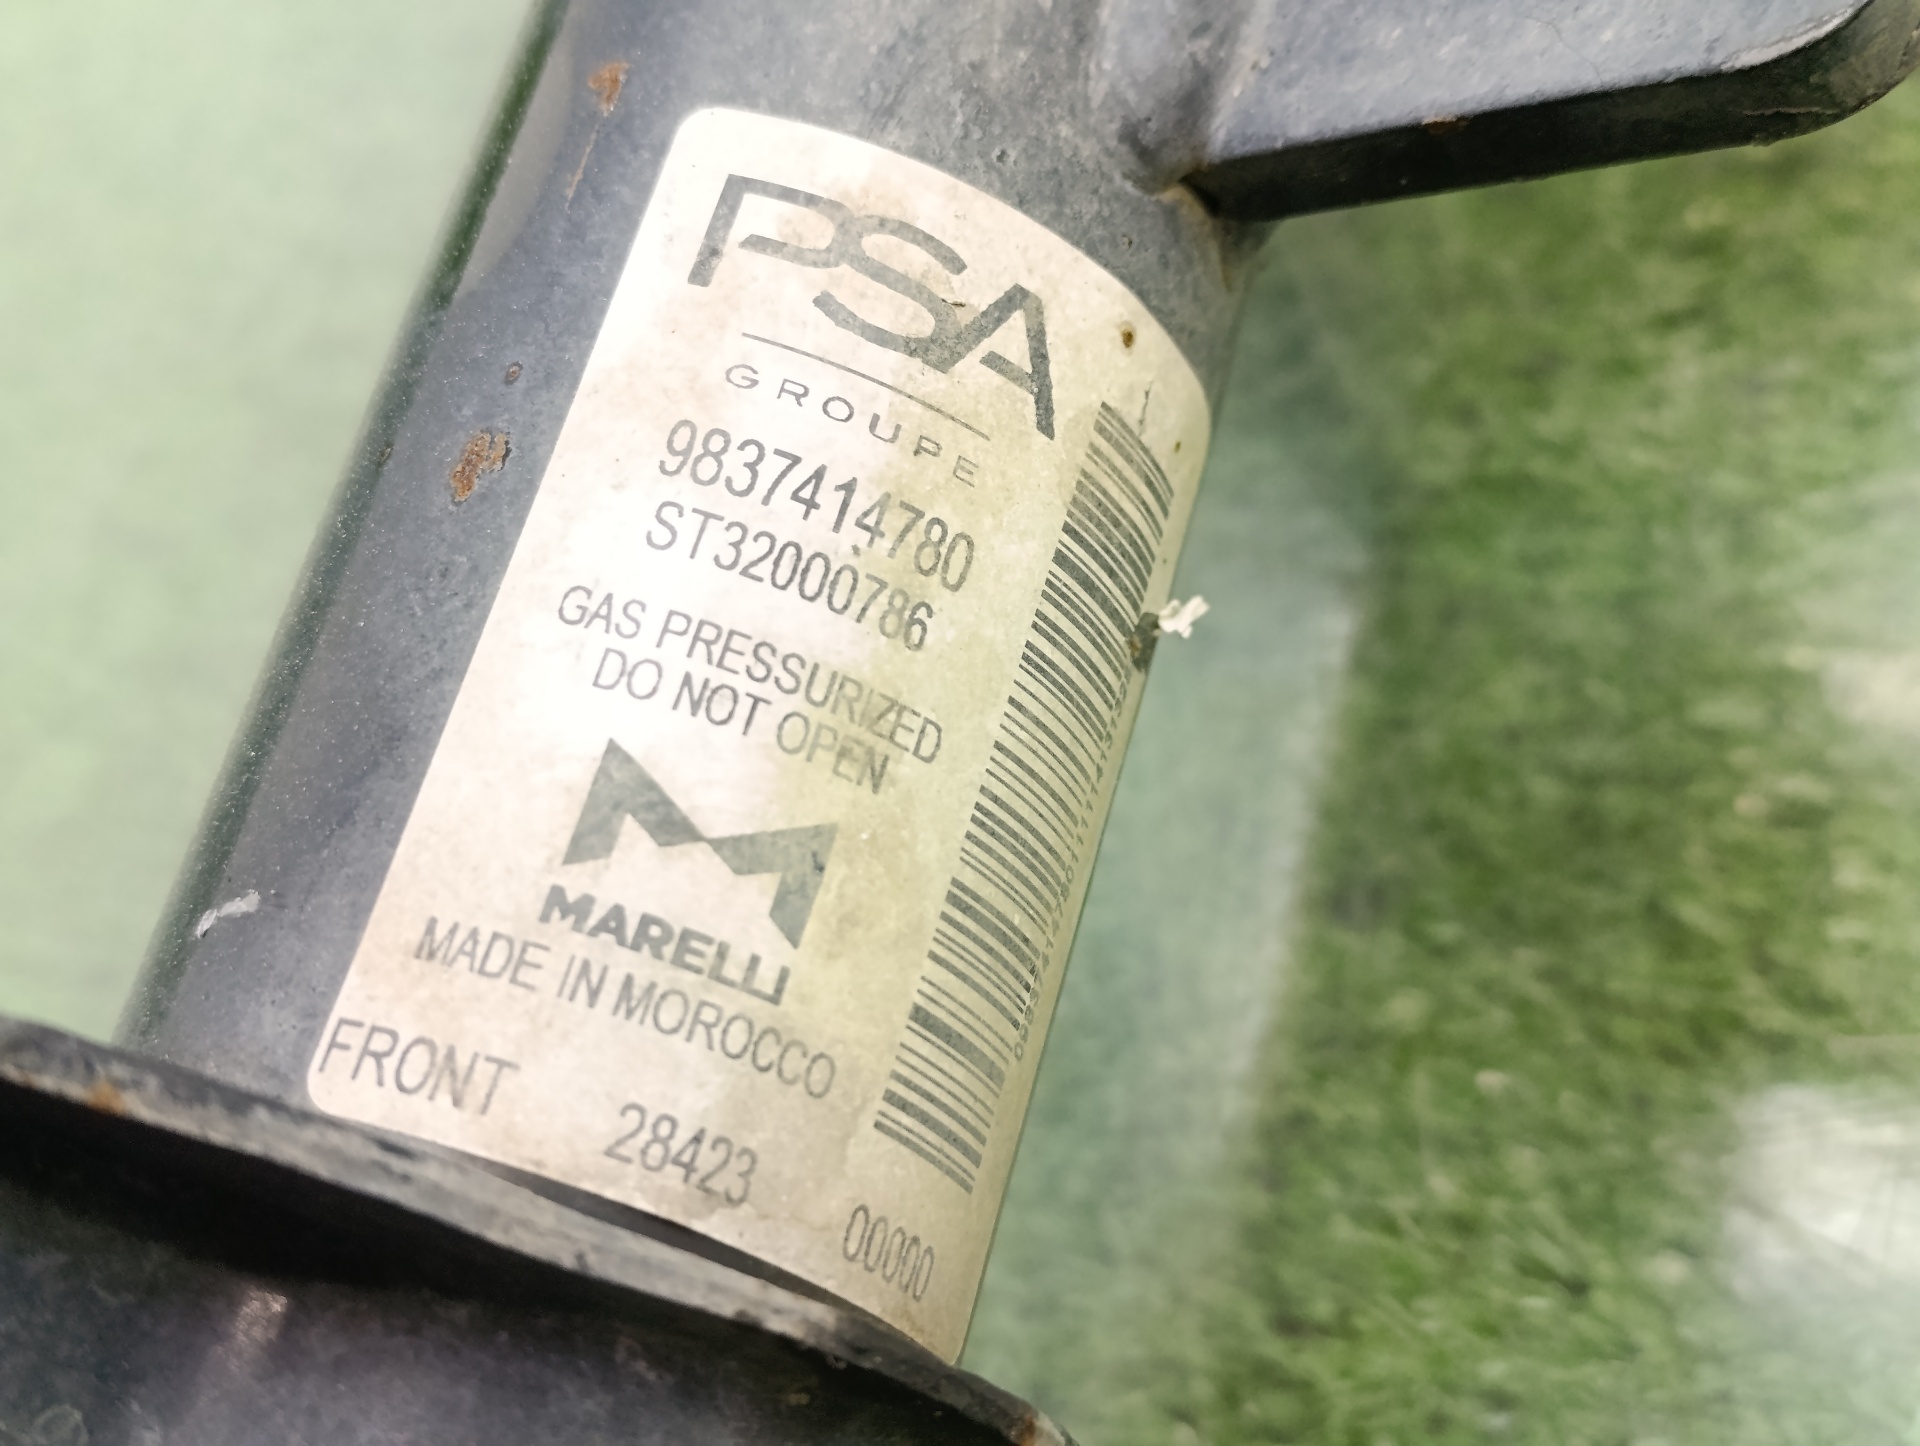 PSA
GROUPE
9837414780
ST32000786
GAS PRESSURIZED
DO NOT OPEN
MARELLI
MADE IN MOROCCO
FRONT
28423
00000